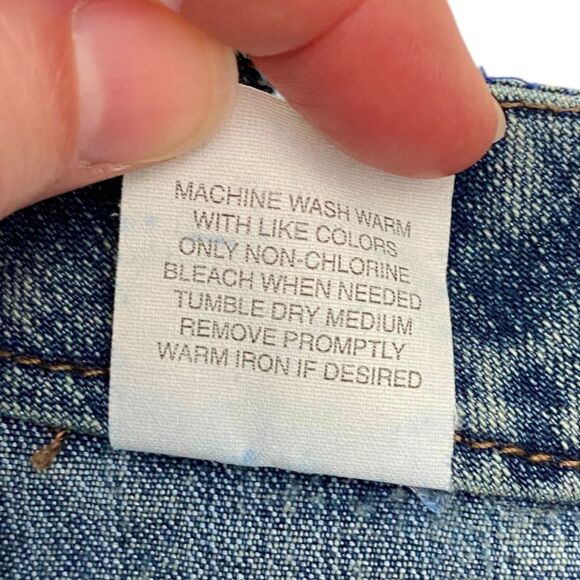 MACHINE WASH WARM
WITH LIKE COLORS
ONLY NON-CHLORINE
BLEACH WHEN NEEDED
TUMBLE DRY MEDIUM
REMOVE PROMPTLY
WARM IRON IF DESIRED